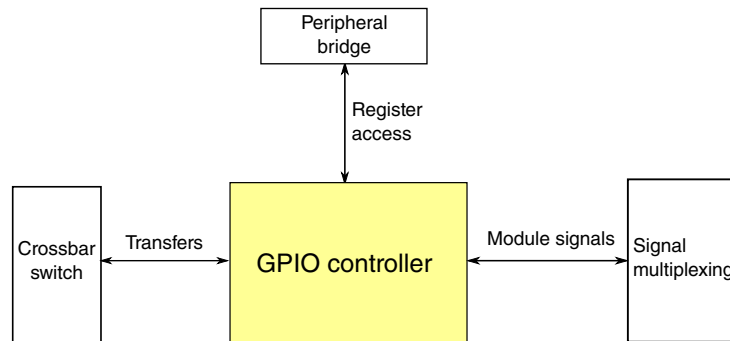 Peripheral
bridge
Register
access
Crossbar
switch
Transfers
GPIO controller
Module signals
Signal
multiplexing